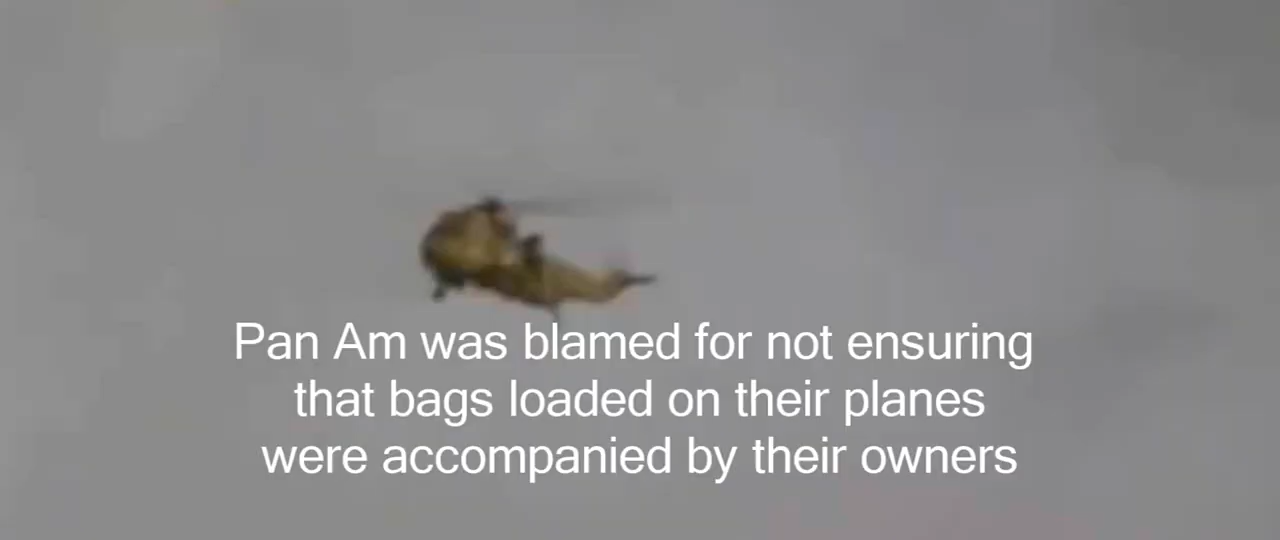 Pan Am was blamed for not ensuring
that bags loaded on their planes
were accompanied by their owners